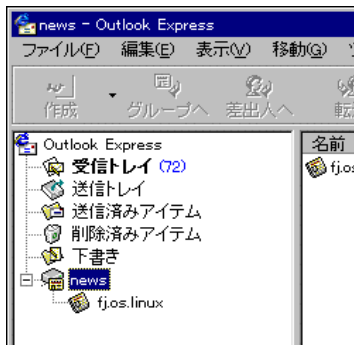 news - Outlook Express
ファイル(F) 編集(E) 表示(V) 移動(G)
作成 グループへ 差出人へ 転
Outlook Express
受信トレイ (72)
送信トレイ
送信済みアイテム
削除済みアイテム
下書き
news
fj.os.linux
名前
fj.os